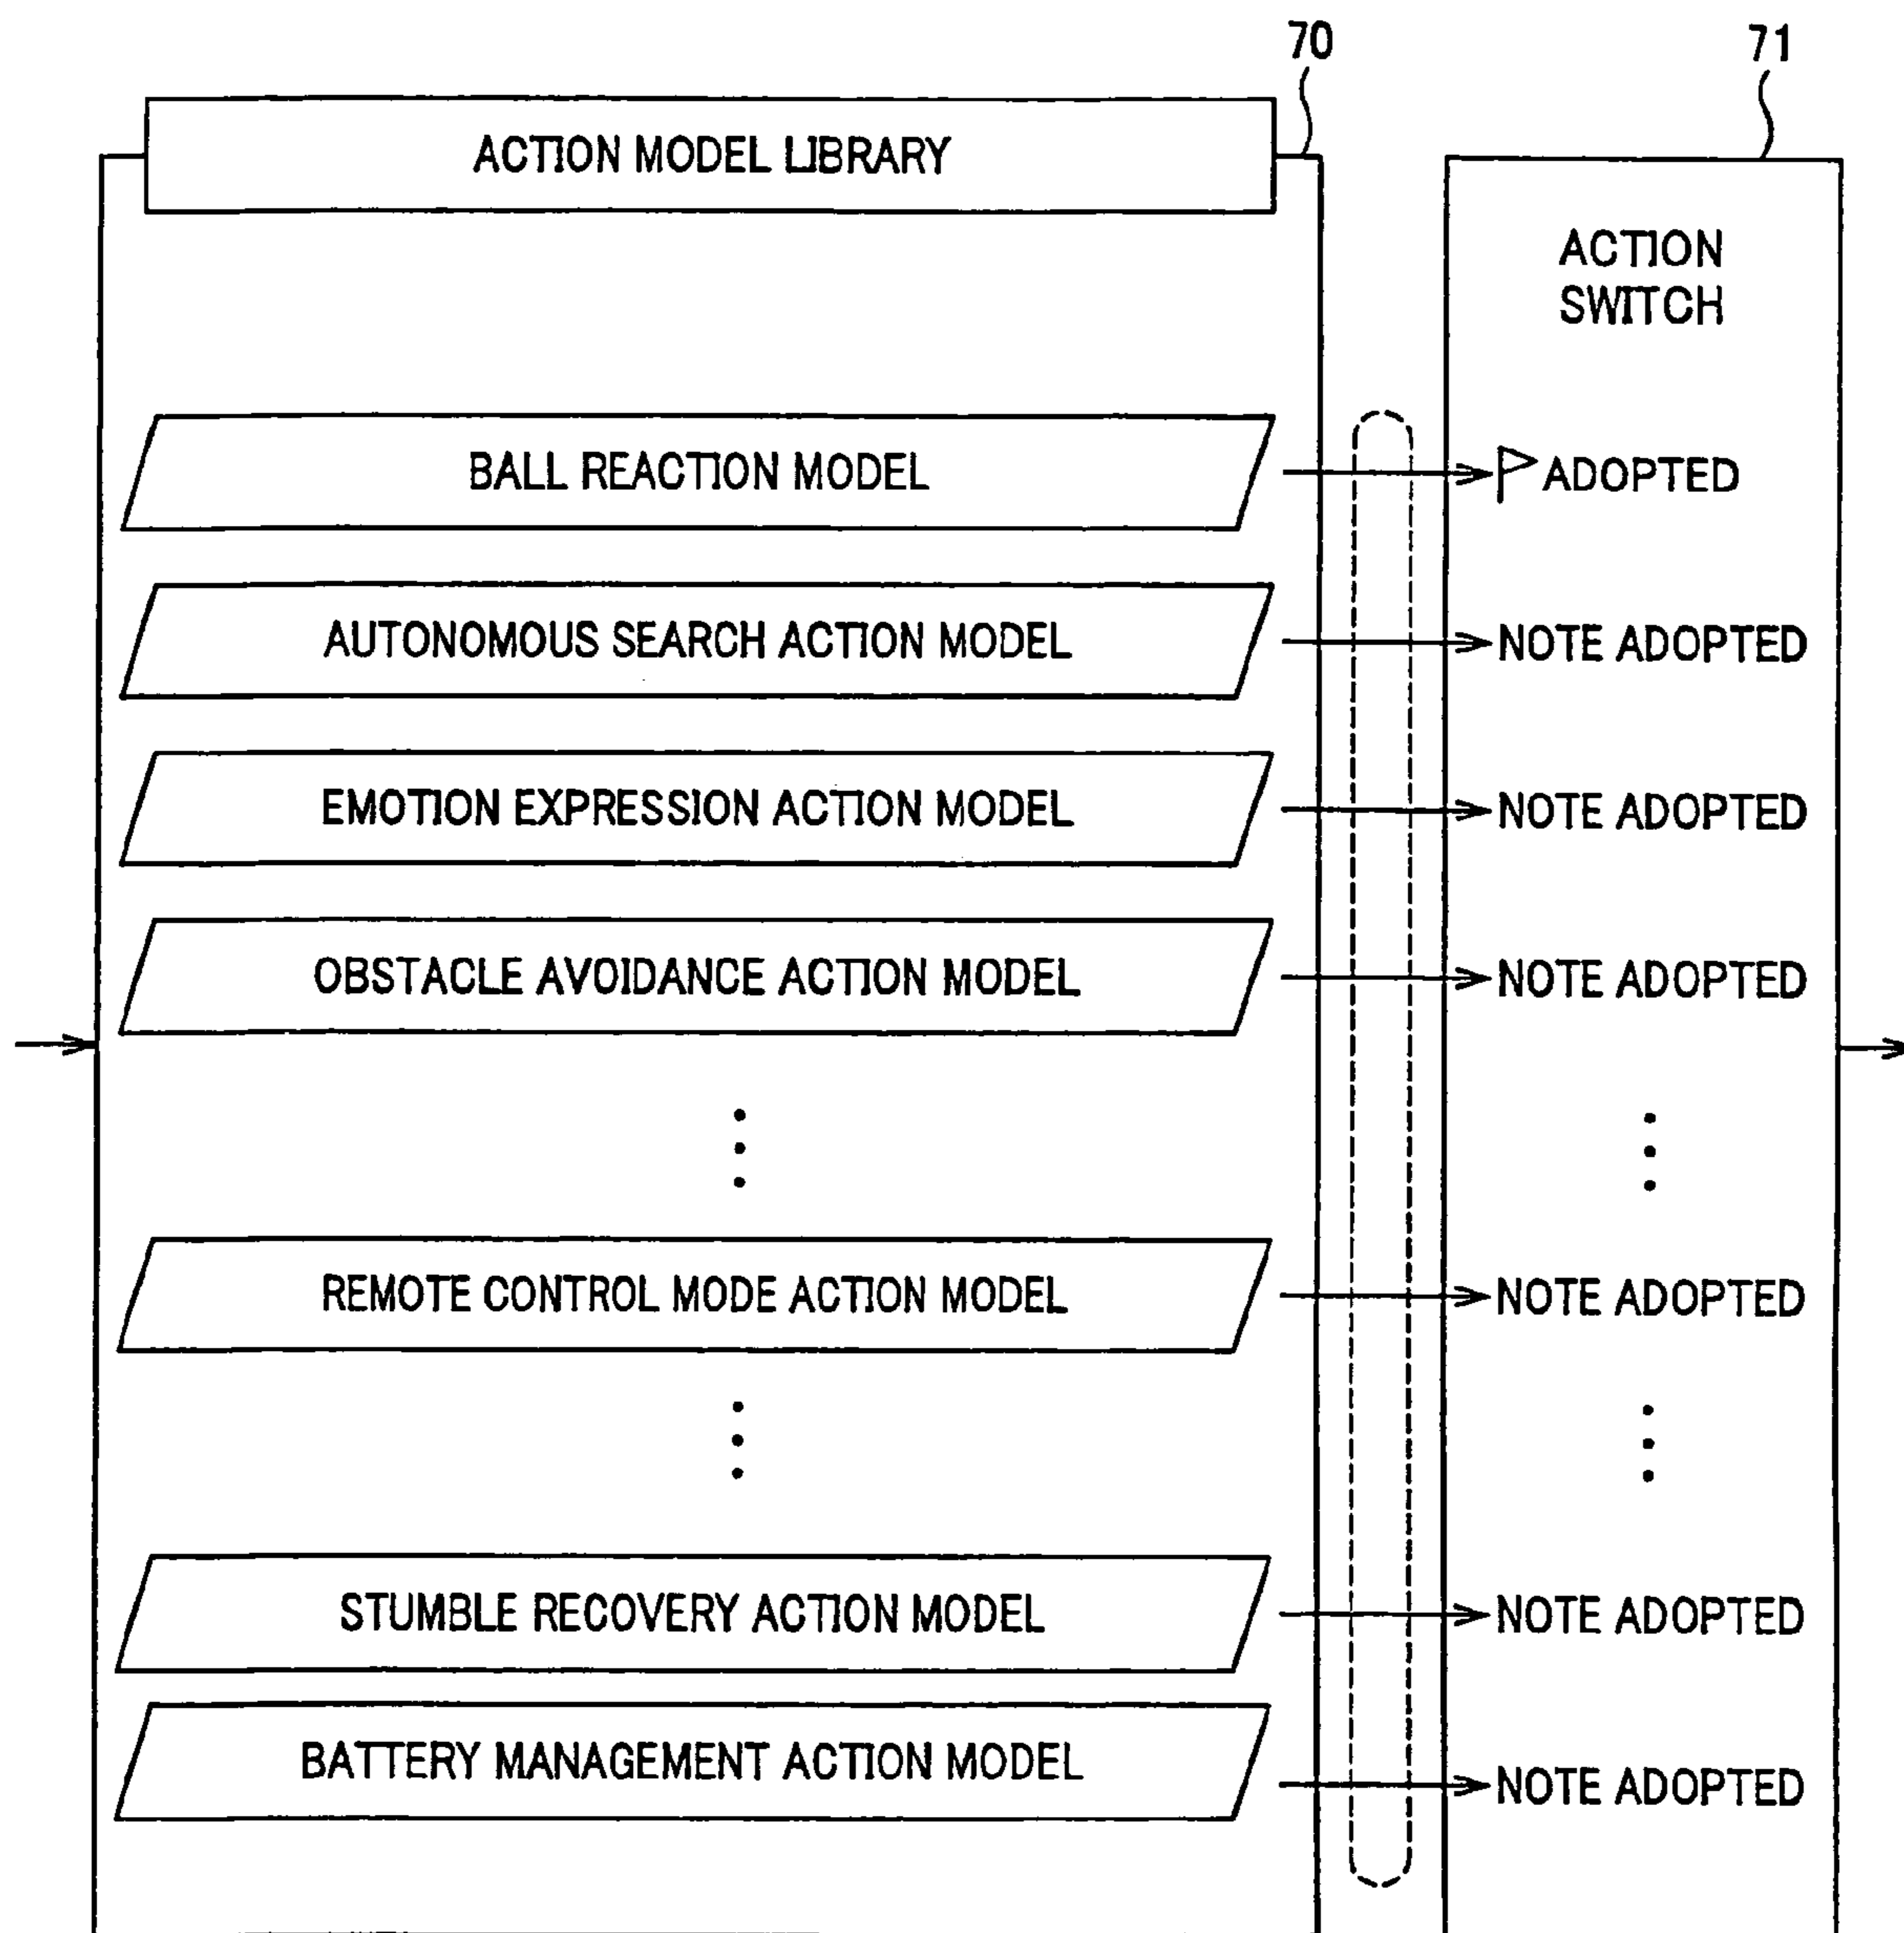 70
71
ACTION MODEL LIBRARY
ACTION
SWITCH
BALL REACTION MODEL
ADOPTED
AUTONOMOUS SEARCH ACTION MODEL
NOTE ADOPTED
EMOTION EXPRESSION ACTION MODEL
NOTE ADOPTED
OBSTACLE AVOIDANCE ACTION MODEL
NOTE ADOPTED
REMOTE CONTROL MODE ACTION MODEL
NOTE ADOPTED
STUMBLE RECOVERY ACTION MODEL
NOTE ADOPTED
BATTERY MANAGEMENT ACTION MODEL
NOTE ADOPTED